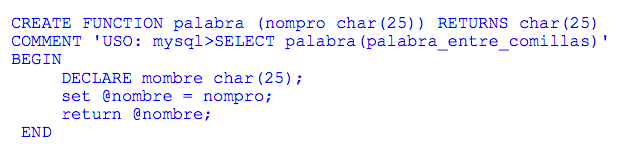 CREATE FUNCTION palabra (nompro char(25)) RETURNS char(25)
COMMENT 'USO: mysql>SELECT palabra(palabra_entre_comillas)'
BEGIN
DECLARE mombre char(25);
set @nombre = nompro;
return @nombre;
END